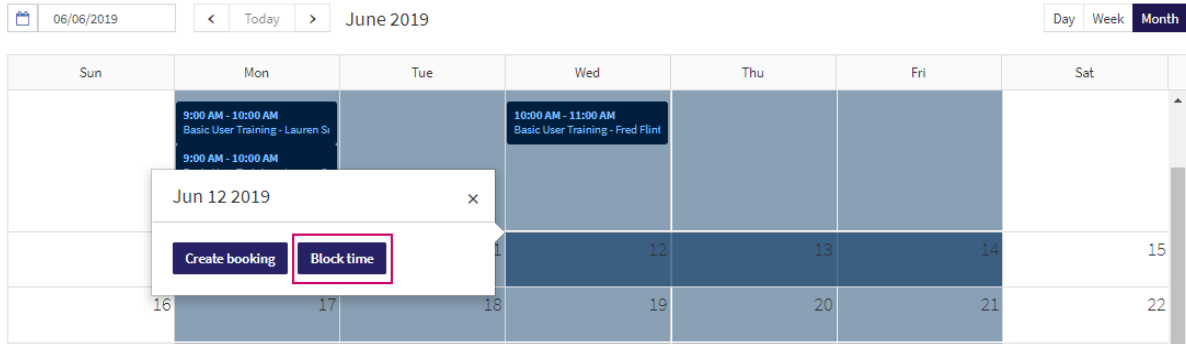 06/06/2019 < Today > June 2019 Day Week Month
Sun Mon Tue Wed Thu Fri Sat
9:00 AM - 10:00 AM
Basic User Training - Lauren
9:00 AM - 10:00 AM
10:00 AM - 11:00 AM
Basic User Training - Fred Flint
Jun 12 2019 ×
Create booking Block time
12 13 14 15
16 17 18 19 20 21 22